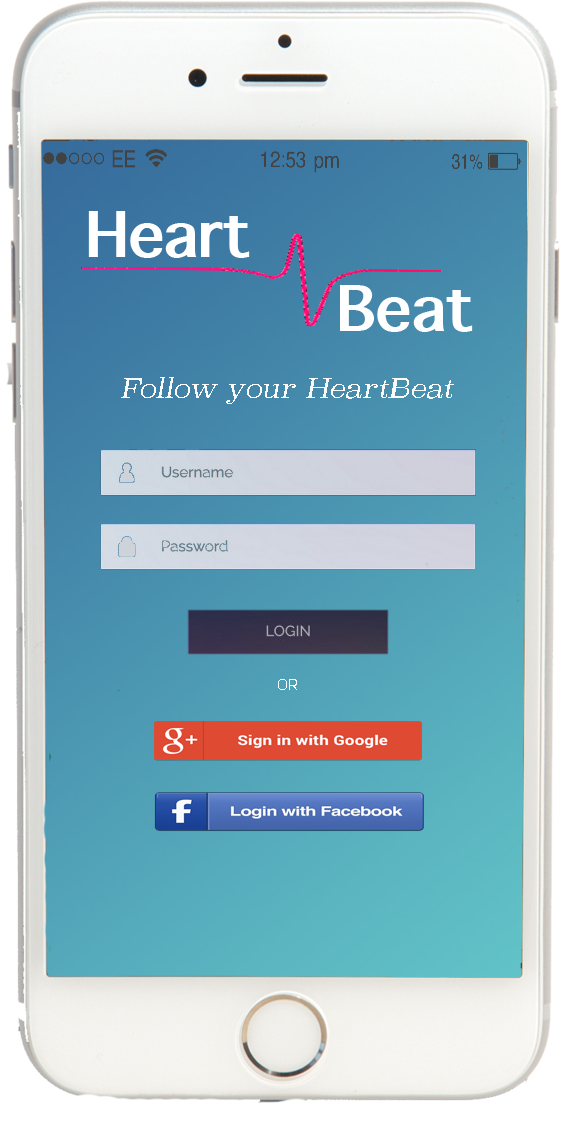 EE 12:53 pm 31%
Heart
Beat
Follow your HeartBeat
Username
Password
LOGIN
OR
g+ Sign in with Google
f Login with Facebook